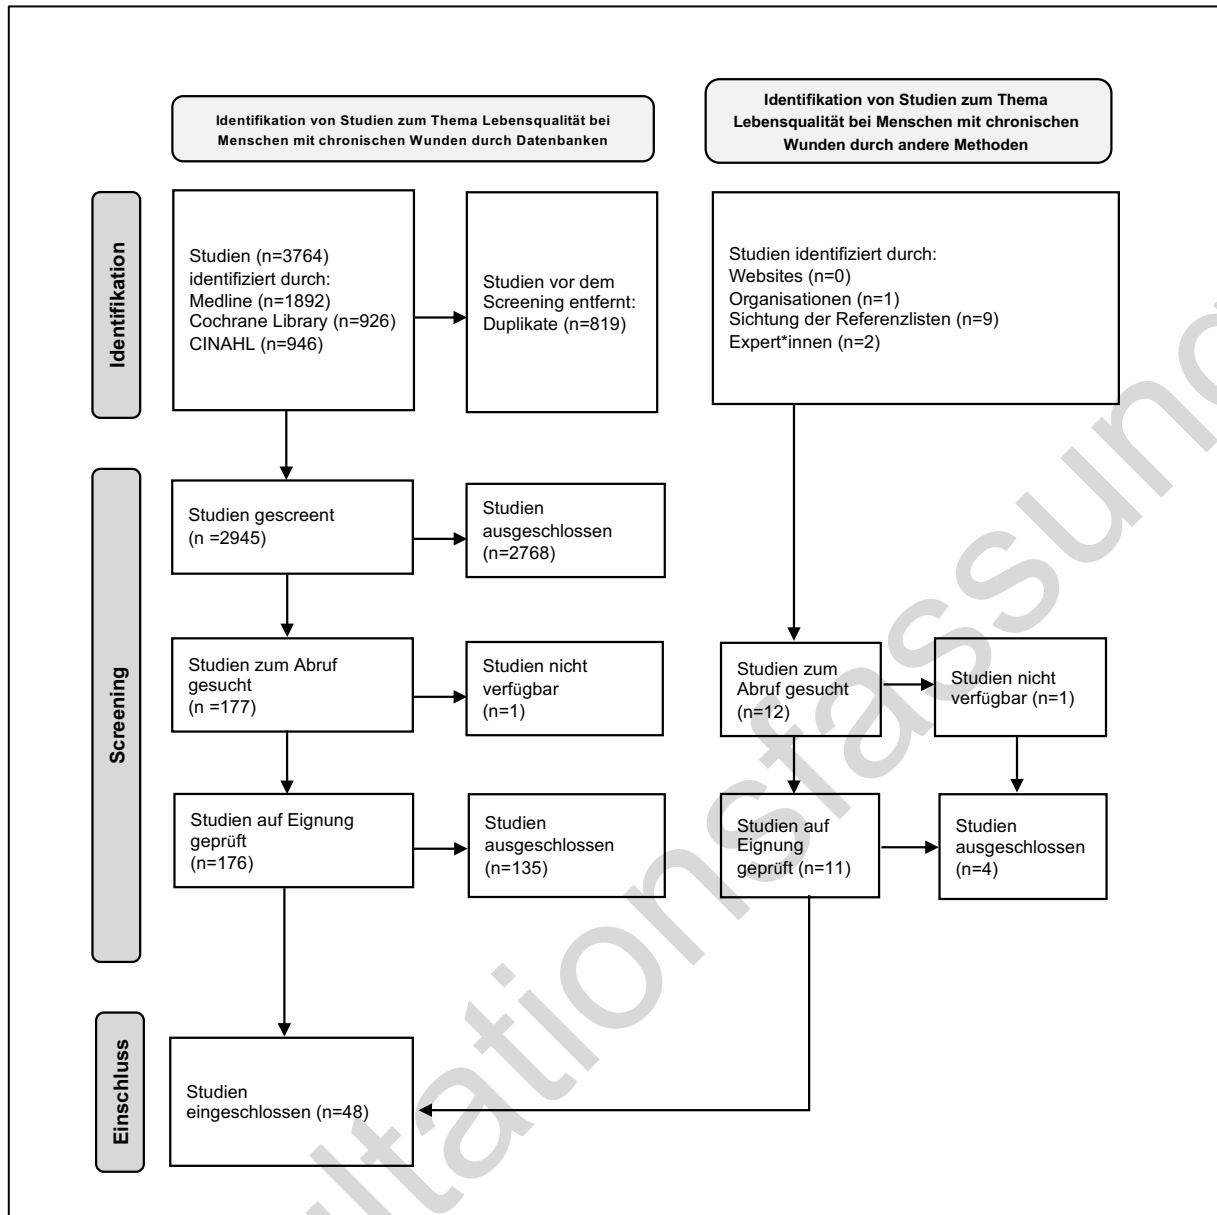 Identifikation von Studien zum Thema Lebensqualität bei
Menschen mit chronischen Wunden durch Datenbanken
Identifikation von Studien zum Thema
Lebensqualität bei Menschen mit chronischen
Wunden durch andere Methoden
Identifikation
Studien (n=3764)
identifiziert durch:
Medline (n=1892)
Cochrane Library (n=926)
CINAHL (n=946)
Studien vor dem
Screening entfernt:
Duplikate (n=819)
Studien identifiziert durch:
Websites (n=0)
Organisationen (n=1)
Sichtung der Referenzlisten (n=9)
Expert*innen (n=2)
Screening
Studien gescreent
(n =2945)
Studien
ausgeschlossen
(n=2768)
Studien zum Abruf
gesucht
(n =177)
Studien nicht
verfügbar
(n=1)
Studien zum
Abruf gesucht
(n=12)
Studien nicht
verfügbar (n=1)
Studien auf Eignung
geprüft
(n=176)
Studien
ausgeschlossen
(n=135)
Studien auf
Eignung
geprüft (n=11)
Studien
ausgeschlossen
(n=4)
Einschluss
Studien
eingeschlossen (n=48)
ultationsfassung